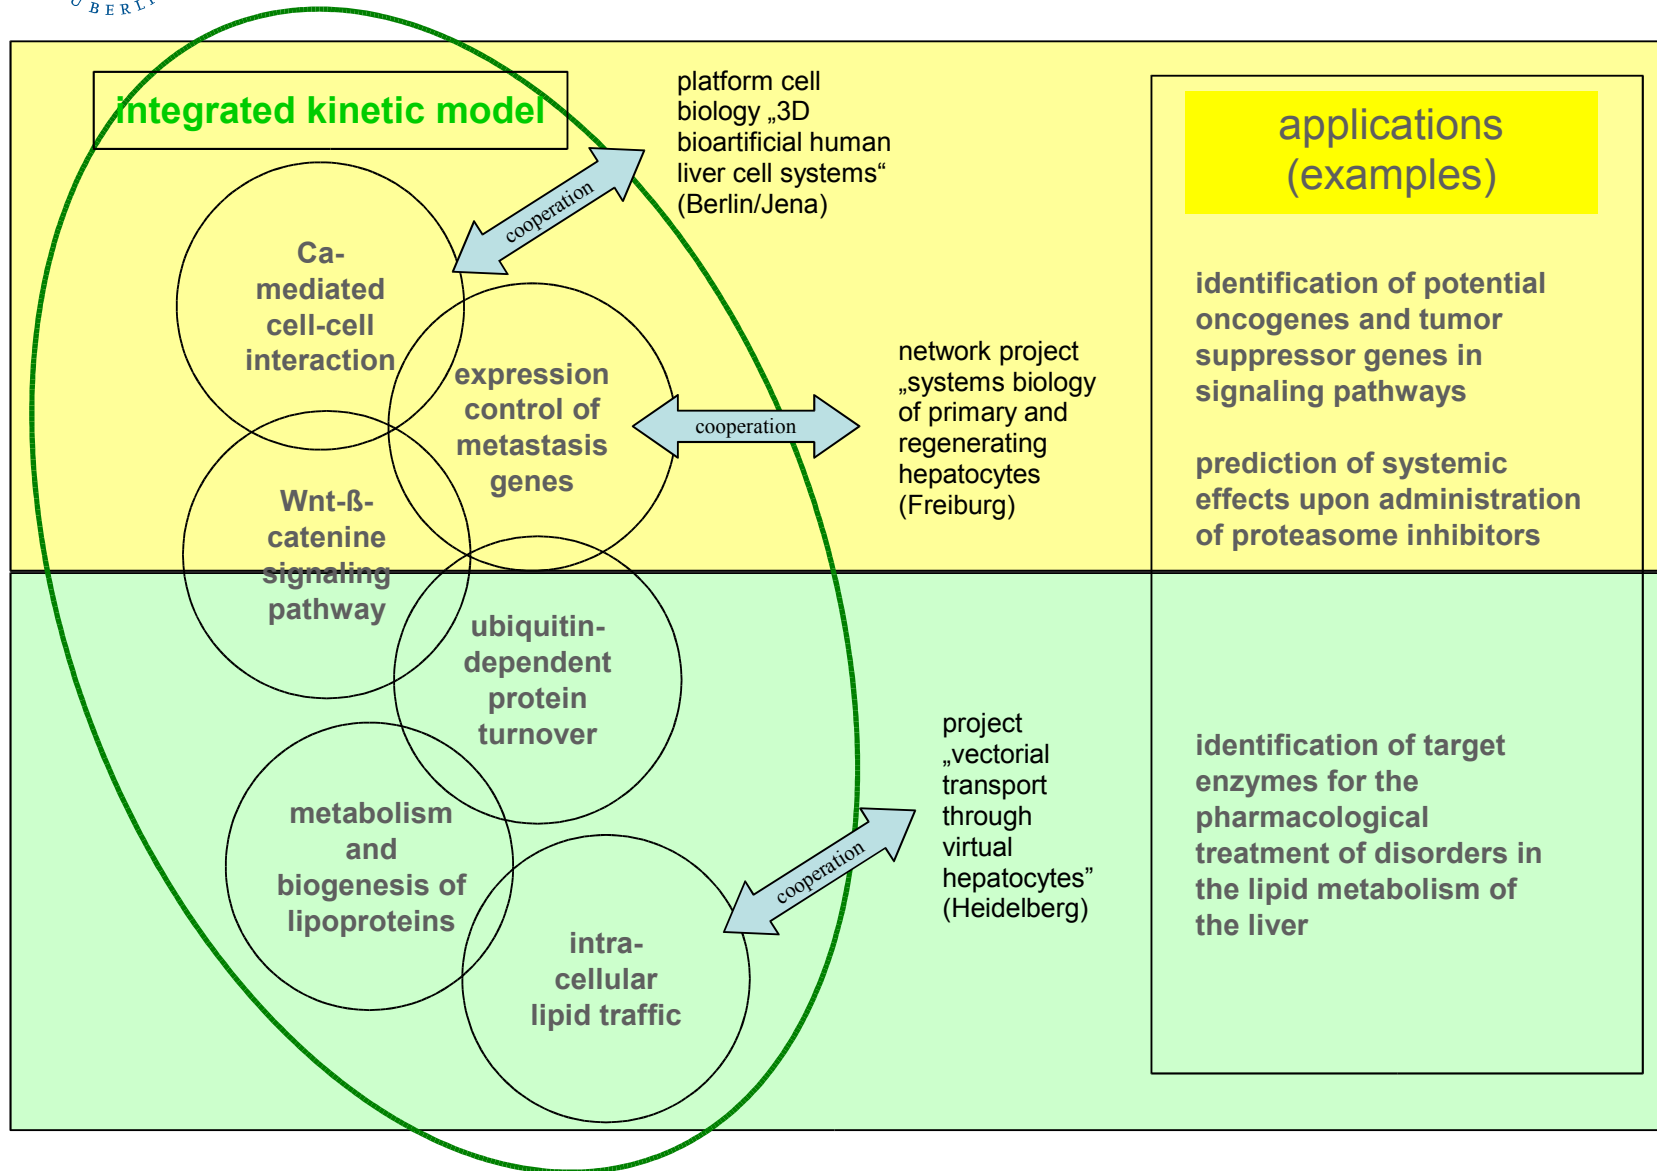 U BERLI
integrated kinetic model
platform cell
biology „3D
bioartificial human
liver cell systems“
(Berlin/Jena)
cooperation
Ca-
mediated
cell-cell
interaction
expression
control of
metastasis
genes
cooperation
network project
„systems biology
of primary and
regenerating
hepatocytes
(Freiburg)
Wnt-ß-
catenine
signaling
pathway
ubiquitin-
dependent
protein
turnover
metabolism
and
biogenesis of
lipoproteins
intra-
cellular
lipid traffic
cooperation
project
„vectorial
transport
through
virtual
hepatocytes”
(Heidelberg)
applications
(examples)
identification of potential
oncogenes and tumor
suppressor genes in
signaling pathways
prediction of systemic
effects upon administration
of proteasome inhibitors
identification of target
enzymes for the
pharmacological
treatment of disorders in
the lipid metabolism of
the liver